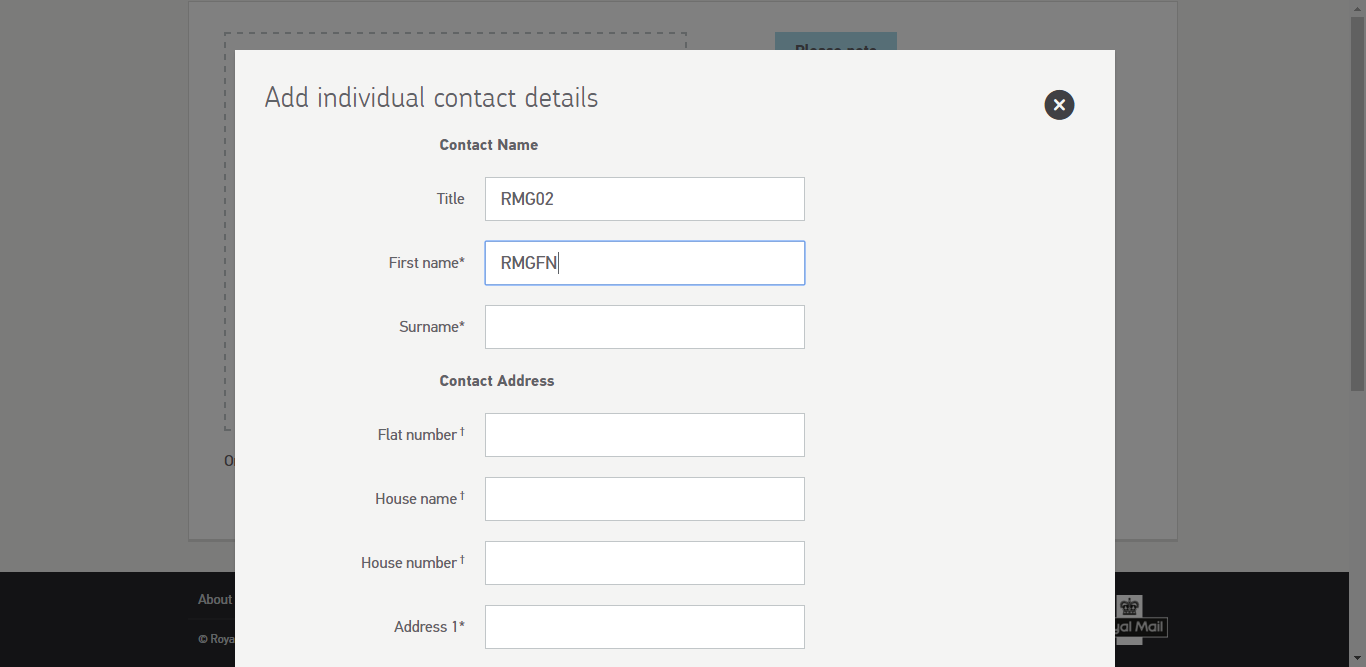 Please note
Add individual contact details
Contact Name
Title RMG02
First name* RMGFN
Surname*
Contact Address
Flat number †
House name †
House number †
Address 1*
About
© Roya
yal Mail